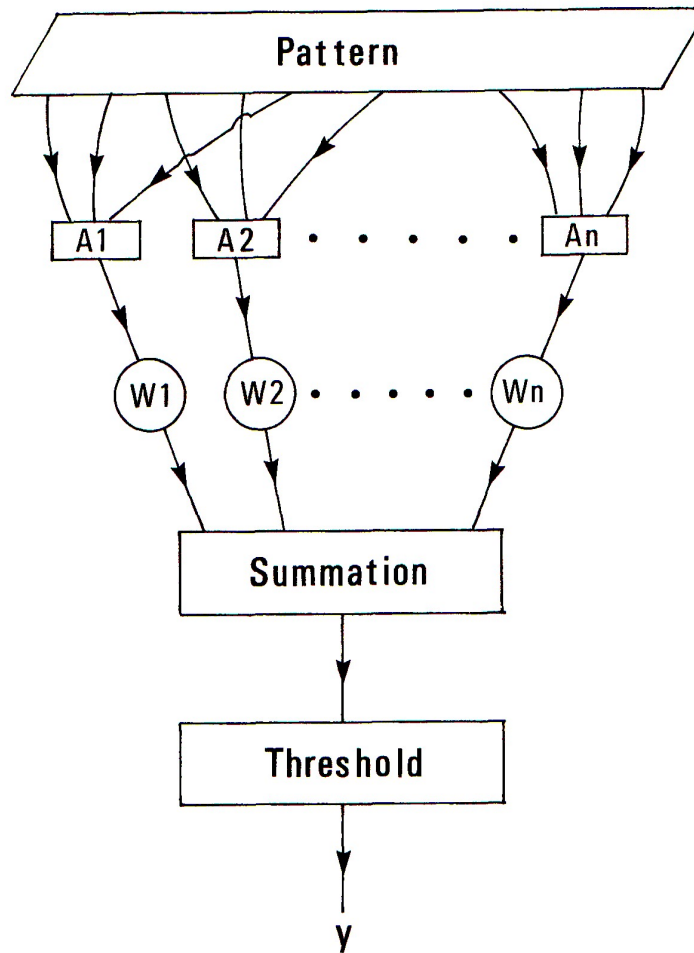 Pattern
A1 A2 An
W1 W2 Wn
Summation
Threshold
y